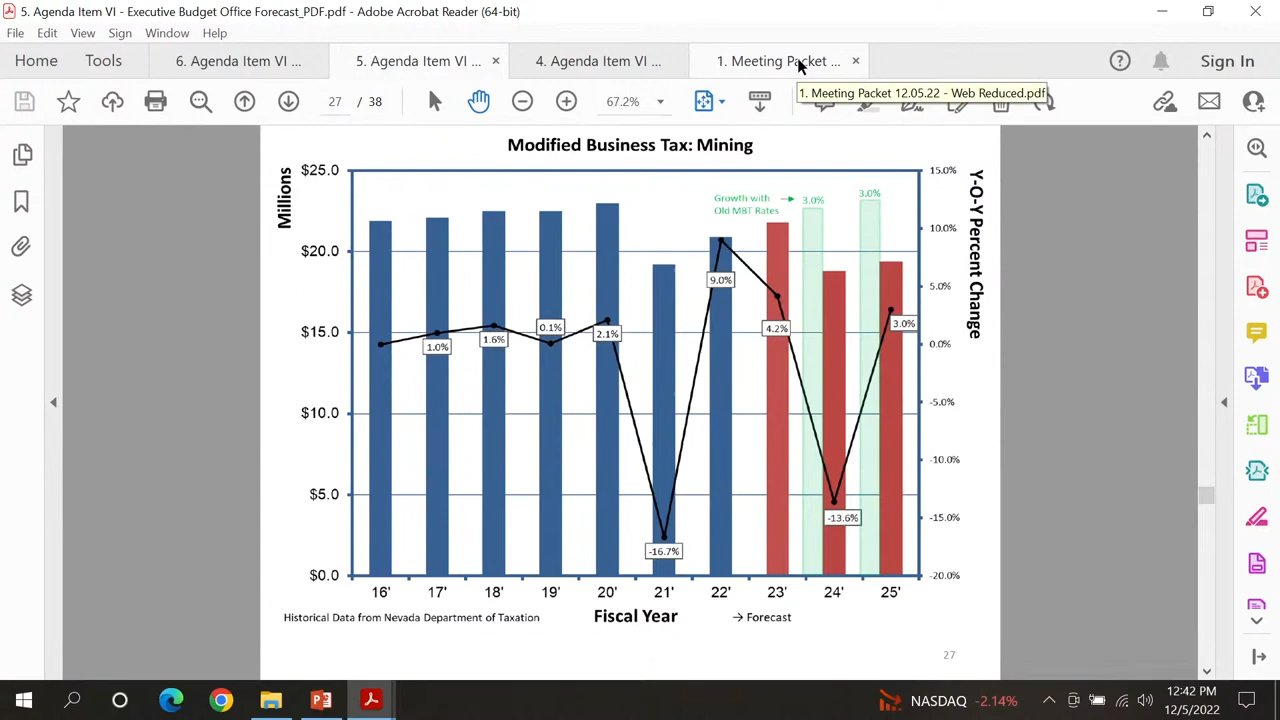 5. Agenda Item VI - Executive Budget Office Forecast_PDF.pdf - Adobe Acrobat Reader (64-bit)
File Edit View Sign Window Help
Home Tools 6. Agenda Item VI ... 5. Agenda Item VI ... 4. Agenda Item VI ... 1. Meeting Packet ... Sign In
27 / 38 67.2%
1. Meeting Packet 12.05.22 - Web Reduced.pdf
Modified Business Tax: Mining
Millions
$25.0
$20.0
$15.0
$10.0
$5.0
$0.0
15.0%
10.0%
5.0%
0.0%
-5.0%
-10.0%
-15.0%
-20.0%
Y-O-Y Percent Change
Growth with
Old MBT Rates
3.0%
3.0%
1.0%
1.6%
0.1%
2.1%
-16.7%
9.0%
4.2%
-13.6%
3.0%
16' 17' 18' 19' 20' 21' 22' 23' 24' 25'
Historical Data from Nevada Department of Taxation Fiscal Year → Forecast
27
NASDAQ -2.14%
12:42 PM
12/5/2022